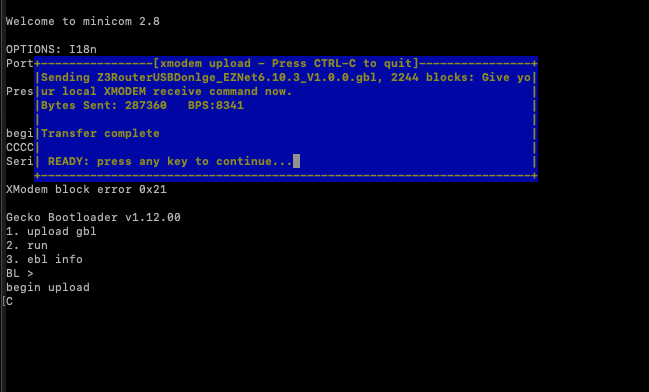 Welcome to minicom 2.8
OPTIONS: I18n
Port+----------------[xmodem upload - Press CTRL-C to quit]----------------+
|Sending Z3RouterUSBDonlge_EZNet6.10.3_V1.0.0.gbl, 2244 blocks: Give yo|
Pres|ur local XMODEM receive command now.
|Bytes Sent: 287360   BPS:8341
begi|Transfer complete
CCCC|
Seri| READY: press any key to continue...
XModem block error 0x21
Gecko Bootloader v1.12.00
1. upload gbl
2. run
3. ebl info
BL >
begin upload
C